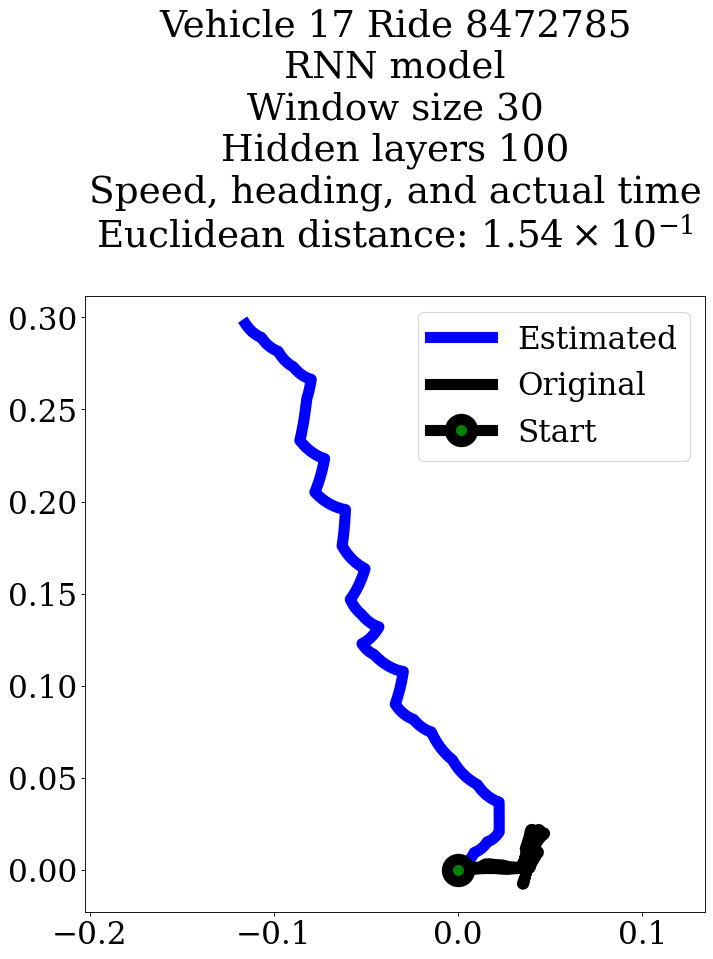 Vehicle 17 Ride 8472785
RNN model
Window size 30
Hidden layers 100
Speed, heading, and actual time
Euclidean distance: 1.54 × 10⁻¹
Estimated
Original
Start
0.30
0.25
0.20
0.15
0.10
0.05
0.00
−0.2 −0.1 0.0 0.1